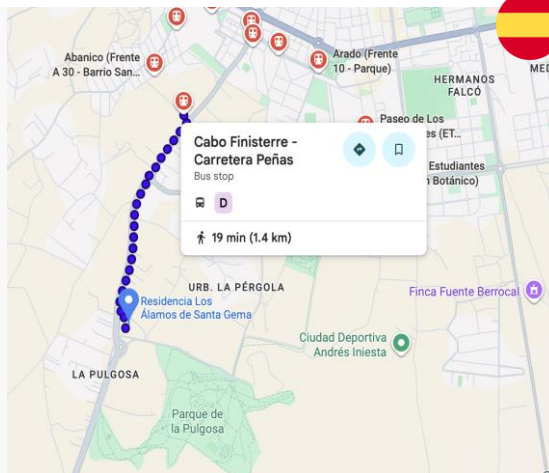 Abanico (Frente
A 30 - Barrio San...
Arado (Frente
10 - Parque)
HERMANOS
FALCÓ
Paseo de Los
es (ET...
Cabo Finisterre -
Carretera Peñas
Bus stop
D
19 min (1.4 km)
Estudiantes
Botánico)
URB. LA PÉRGOLA
Residencia Los
Álamos de Santa Gema
Finca Fuente Berrocal
Ciudad Deportiva
Andrés Iniesta
LA PULGOSA
Parque de
la Pulgosa